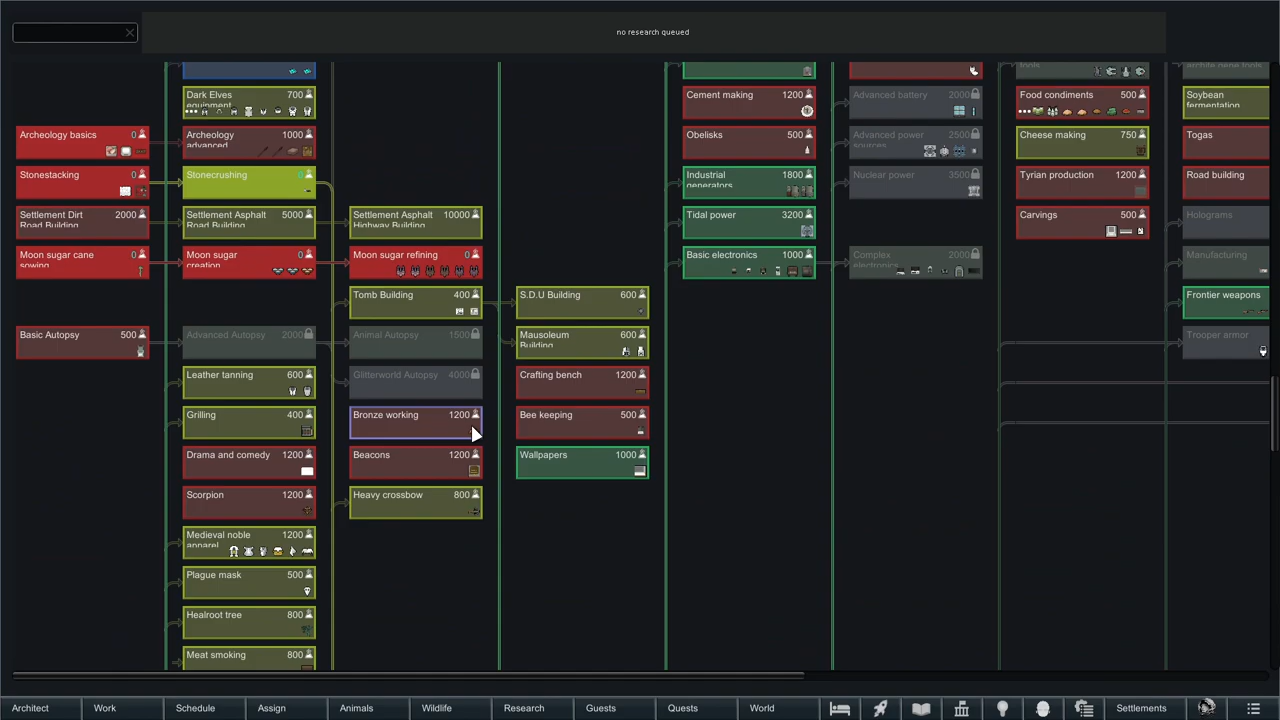 no research queued
Dark Elves 700
equipment
Cement making 1200
Advanced battery 2000
Food condiments 500
Soybean
fermentation
Archeology basics 0
Archeology 1000
advanced
Obelisks 500
Advanced power 2500
sources
Cheese making 750
Togas
Stonestacking 0
Stonecrushing 0
Industrial 1800
generators
Nuclear power 3500
Tyrian production 1200
Road building
Settlement Dirt 2000
Road Building
Settlement Asphalt 5000
Road Building
Settlement Asphalt 10000
Highway Building
Tidal power 3200
Carvings 500
Holograms
Moon sugar cane 0
sowing
Moon sugar 0
creation
Moon sugar refining 0
Basic electronics 1000
Complex 2000
electronics
Manufacturing
Tomb Building 400
S.D.U Building 600
Frontier weapons
Basic Autopsy 500
Advanced Autopsy 2000
Animal Autopsy 1500
Mausoleum 600
Building
Trooper armor
Leather tanning 600
Glitterworld Autopsy 4000
Crafting bench 1200
Grilling 400
Bronze working 1200
Bee keeping 500
Drama and comedy 1200
Beacons 1200
Wallpapers 1000
Scorpion 1200
Heavy crossbow 800
Medieval noble 1200
apparel
Plague mask 500
Healroot tree 800
Meat smoking 800
Architect Work Schedule Assign Animals Wildlife Research Guests Quests World Settlements